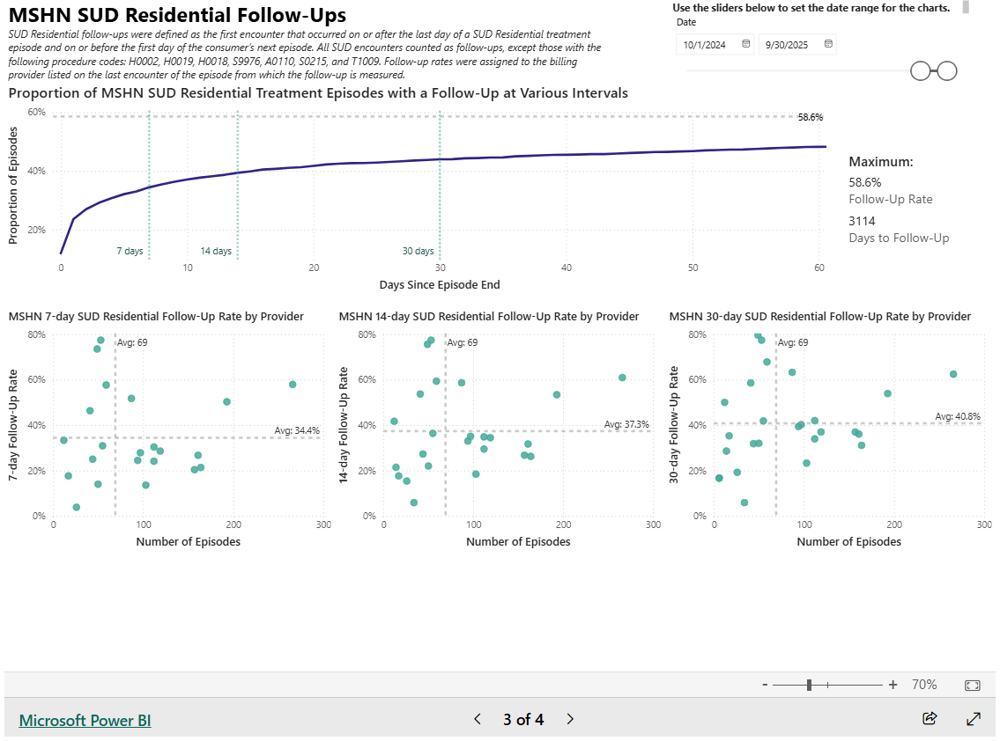 MSHN SUD Residential Follow-Ups
SUD Residential follow-ups were defined as the first encounter that occurred on or after the last day of a SUD Residential treatment
episode and on or before the first day of the consumer's next episode. All SUD encounters counted as follow-ups, except those with the
following procedure codes: H0002, H0019, H0018, S9976, A0110, S0215, and T1009. Follow-up rates were assigned to the billing
provider listed on the last encounter of the episode from which the follow-up is measured.
Use the sliders below to set the date range for the charts.
Date
10/1/2024
9/30/2025
Proportion of MSHN SUD Residential Treatment Episodes with a Follow-Up at Various Intervals
Proportion of Episodes
60%
40%
20%
58.6%
7 days
14 days
30 days
0
10
20
30
40
50
60
Days Since Episode End
Maximum:
58.6%
Follow-Up Rate
3114
Days to Follow-Up
MSHN 7-day SUD Residential Follow-Up Rate by Provider
7-day Follow-Up Rate
80%
60%
40%
20%
0%
Avg: 69
Avg: 34.4%
0
100
200
300
Number of Episodes
MSHN 14-day SUD Residential Follow-Up Rate by Provider
14-day Follow-Up Rate
80%
60%
40%
20%
0%
Avg: 69
Avg: 37.3%
0
100
200
300
Number of Episodes
MSHN 30-day SUD Residential Follow-Up Rate by Provider
30-day Follow-Up Rate
80%
60%
40%
20%
0%
Avg: 69
Avg: 40.8%
0
100
200
300
Number of Episodes
- + 70%
Microsoft Power BI
< 3 of 4 >